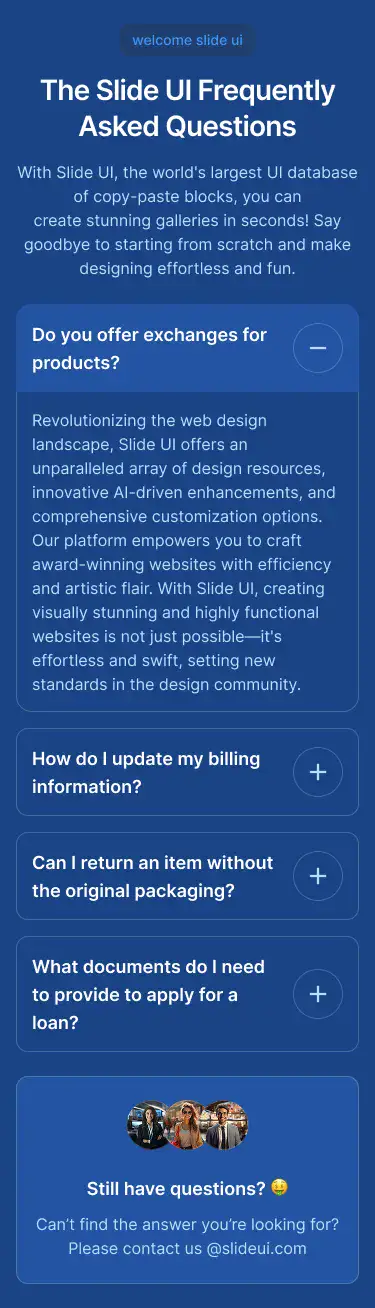 welcome slide ui
The Slide UI Frequently
Asked Questions
With Slide UI, the world's largest UI database
of copy-paste blocks, you can
create stunning galleries in seconds! Say
goodbye to starting from scratch and make
designing effortless and fun.
Do you offer exchanges for
products?
Revolutionizing the web design
landscape, Slide UI offers an
unparalleled array of design resources,
innovative AI-driven enhancements, and
comprehensive customization options.
Our platform empowers you to craft
award-winning websites with efficiency
and artistic flair. With Slide UI, creating
visually stunning and highly functional
websites is not just possible—it's
effortless and swift, setting new
standards in the design community.
How do I update my billing
information?
Can I return an item without
the original packaging?
What documents do I need
to provide to apply for a
loan?
Still have questions? 🤑
Can’t find the answer you’re looking for?
Please contact us @slideui.com